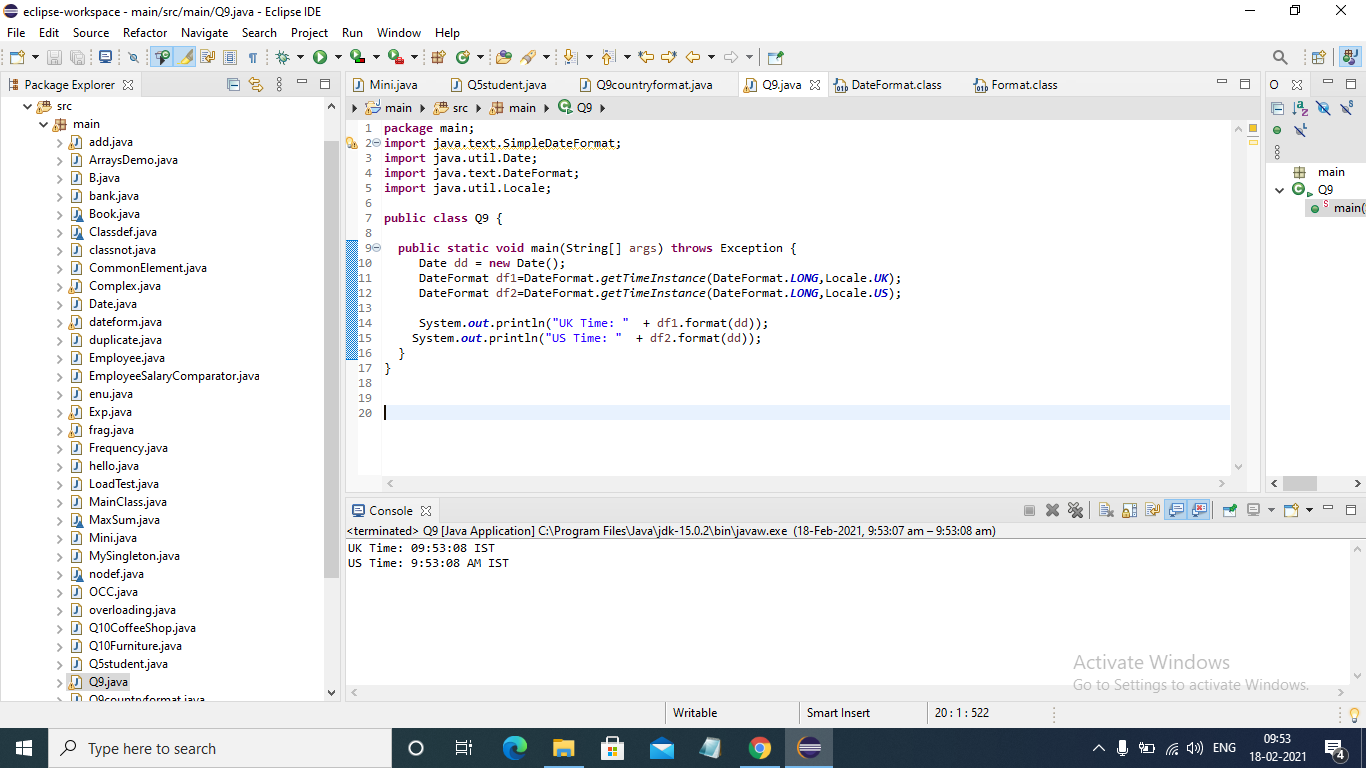 eclipse-workspace - main/src/main/Q9.java - Eclipse IDE
File Edit Source Refactor Navigate Search Project Run Window Help
Package Explorer
src
main
add.java
ArraysDemo.java
B.java
bank.java
Book.java
Classdef.java
classnot.java
CommonElement.java
Complex.java
Date.java
dateform.java
duplicate.java
Employee.java
EmployeeSalaryComparator.java
enu.java
Exp.java
frag.java
Frequency.java
hello.java
LoadTest.java
MainClass.java
MaxSum.java
Mini.java
MySingleton.java
nodef.java
OCC.java
overloading.java
Q10CoffeeShop.java
Q10Furniture.java
Q5student.java
Q9.java
Q9countryformat.java
Mini.java Q5student.java Q9countryformat.java Q9.java DateFormat.class Format.class
main src main Q9
1 package main;
2 import java.text.SimpleDateFormat;
3 import java.util.Date;
4 import java.text.DateFormat;
5 import java.util.Locale;
6
7 public class Q9 {
8
9 public static void main(String[] args) throws Exception {
10 Date dd = new Date();
11 DateFormat df1=DateFormat.getTimeInstance(DateFormat.LONG,Locale.UK);
12 DateFormat df2=DateFormat.getTimeInstance(DateFormat.LONG,Locale.US);
13
14 System.out.println("UK Time: " + df1.format(dd));
15 System.out.println("US Time: " + df2.format(dd));
16 }
17 }
18
19
20
O
main
Q9
main(
Console
<terminated> Q9 [Java Application] C:\Program Files\Java\jdk-15.0.2\bin\javaw.exe (18-Feb-2021, 9:53:07 am – 9:53:08 am)
UK Time: 09:53:08 IST
US Time: 9:53:08 AM IST
Activate Windows
Go to Settings to activate Windows.
Writable Smart Insert 20 : 1 : 522
Type here to search
ENG
09:53
18-02-2021
4